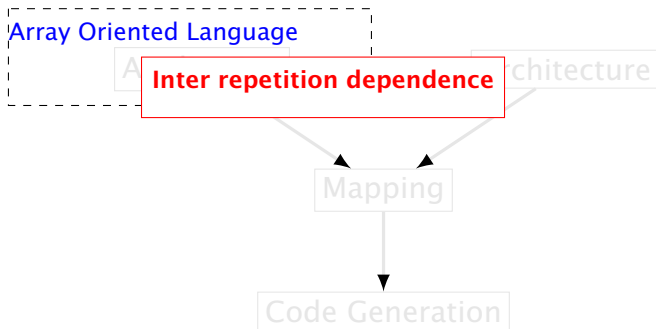 Array Oriented Language
Inter repetition dependence
rchitecture
Mapping
Code Generation